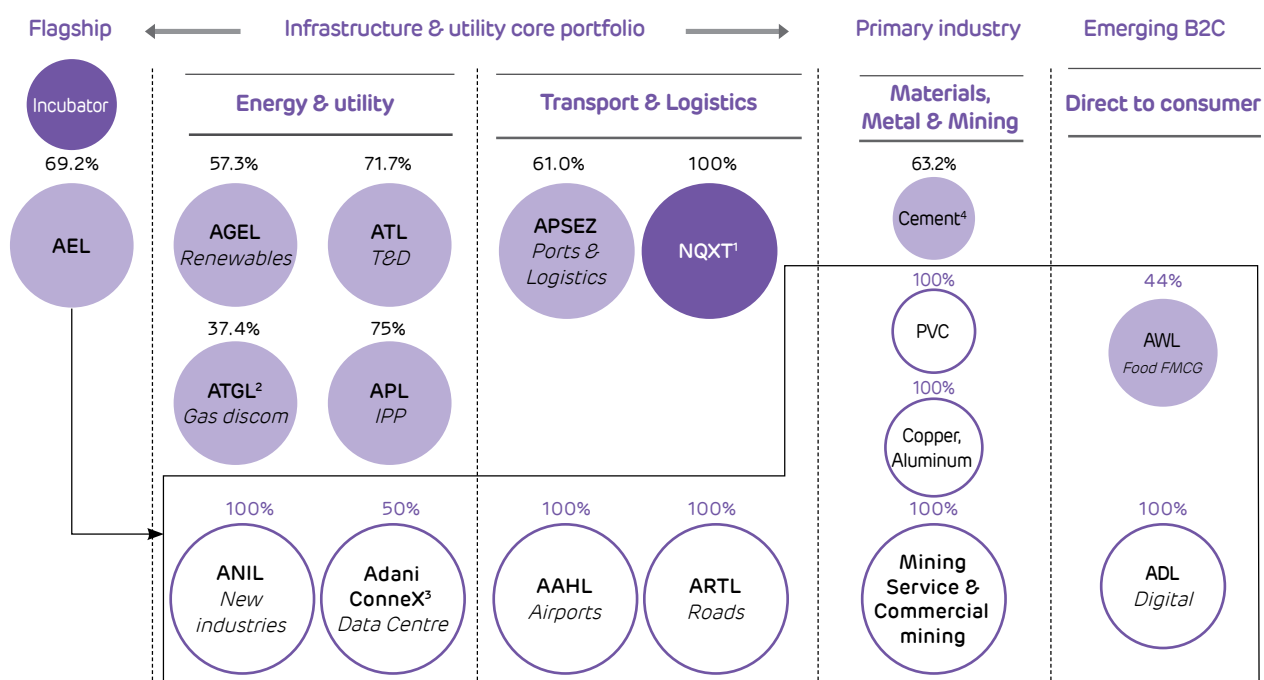 Flagship
Infrastructure & utility core portfolio
Primary industry
Emerging B2C
Incubator
Energy & utility
Transport & Logistics
Materials,
Metal & Mining
Direct to consumer
69.2%
AEL
57.3%
AGEL
Renewables
71.7%
ATL
T&D
61.0%
APSEZ
Ports &
Logistics
100%
NQXT¹
63.2%
Cement⁴
37.4%
ATGL²
Gas discom
75%
APL
IPP
100%
PVC
44%
AWL
Food FMCG
100%
Copper,
Aluminum
100%
ANIL
New
industries
50%
Adani
ConneX³
Data Centre
100%
AAHL
Airports
100%
ARTL
Roads
100%
Mining
Service &
Commercial
mining
100%
ADL
Digital